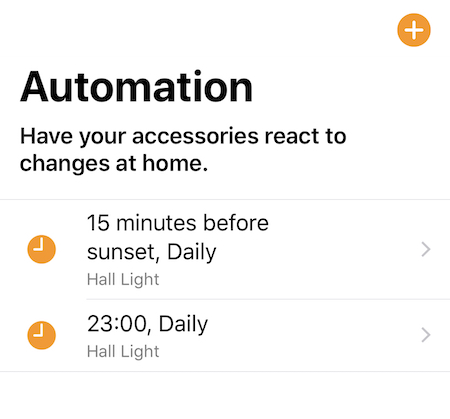 Automation
Have your accessories react to
changes at home.
15 minutes before
sunset, Daily
Hall Light
23:00, Daily
Hall Light